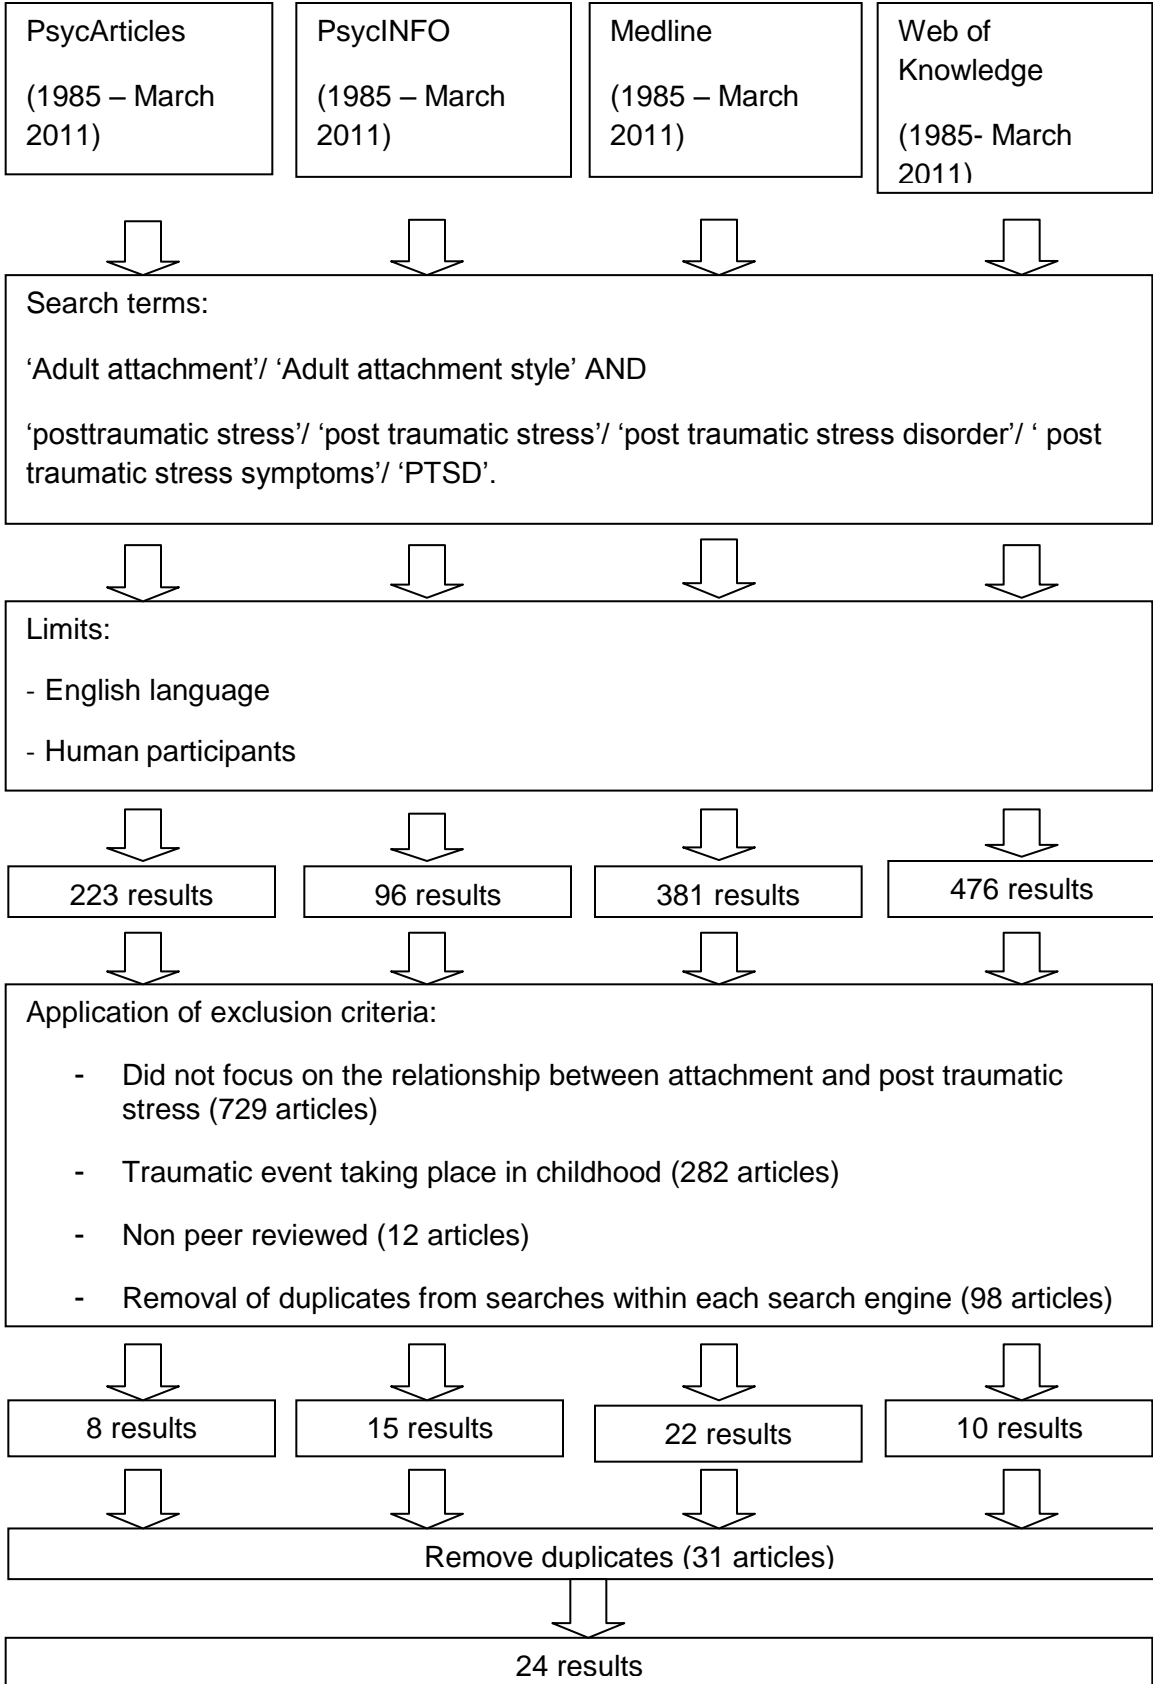 PsycArticles
(1985 – March
2011)
PsycINFO
(1985 – March
2011)
Medline
(1985 – March
2011)
Web of
Knowledge
(1985- March
2011)
Search terms:
‘Adult attachment’/ ‘Adult attachment style’ AND
‘posttraumatic stress’/ ‘post traumatic stress’/ ‘post traumatic stress disorder’/ ‘ post
traumatic stress symptoms’/ ‘PTSD’.
Limits:
- English language
- Human participants
223 results
96 results
381 results
476 results
Application of exclusion criteria:
- Did not focus on the relationship between attachment and post traumatic
stress (729 articles)
- Traumatic event taking place in childhood (282 articles)
- Non peer reviewed (12 articles)
- Removal of duplicates from searches within each search engine (98 articles)
8 results
15 results
22 results
10 results
Remove duplicates (31 articles)
24 results